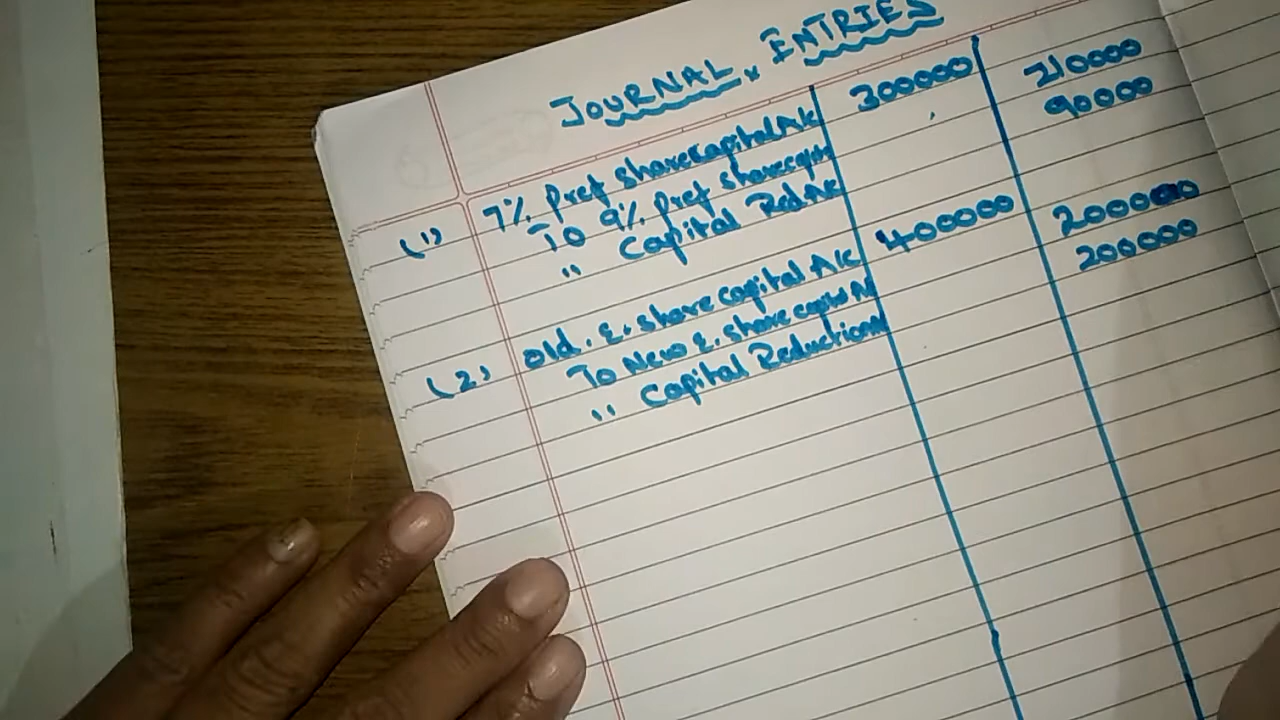 JOURNAL ENTRIES
(1) 7% Pref share capital A/c 300000
To 9% Pref share capital 210000
" Capital Red A/c 90000
(2) Old. E. share capital A/c 400000
To New E. share capital A/c 200000
" Capital Reduction 200000